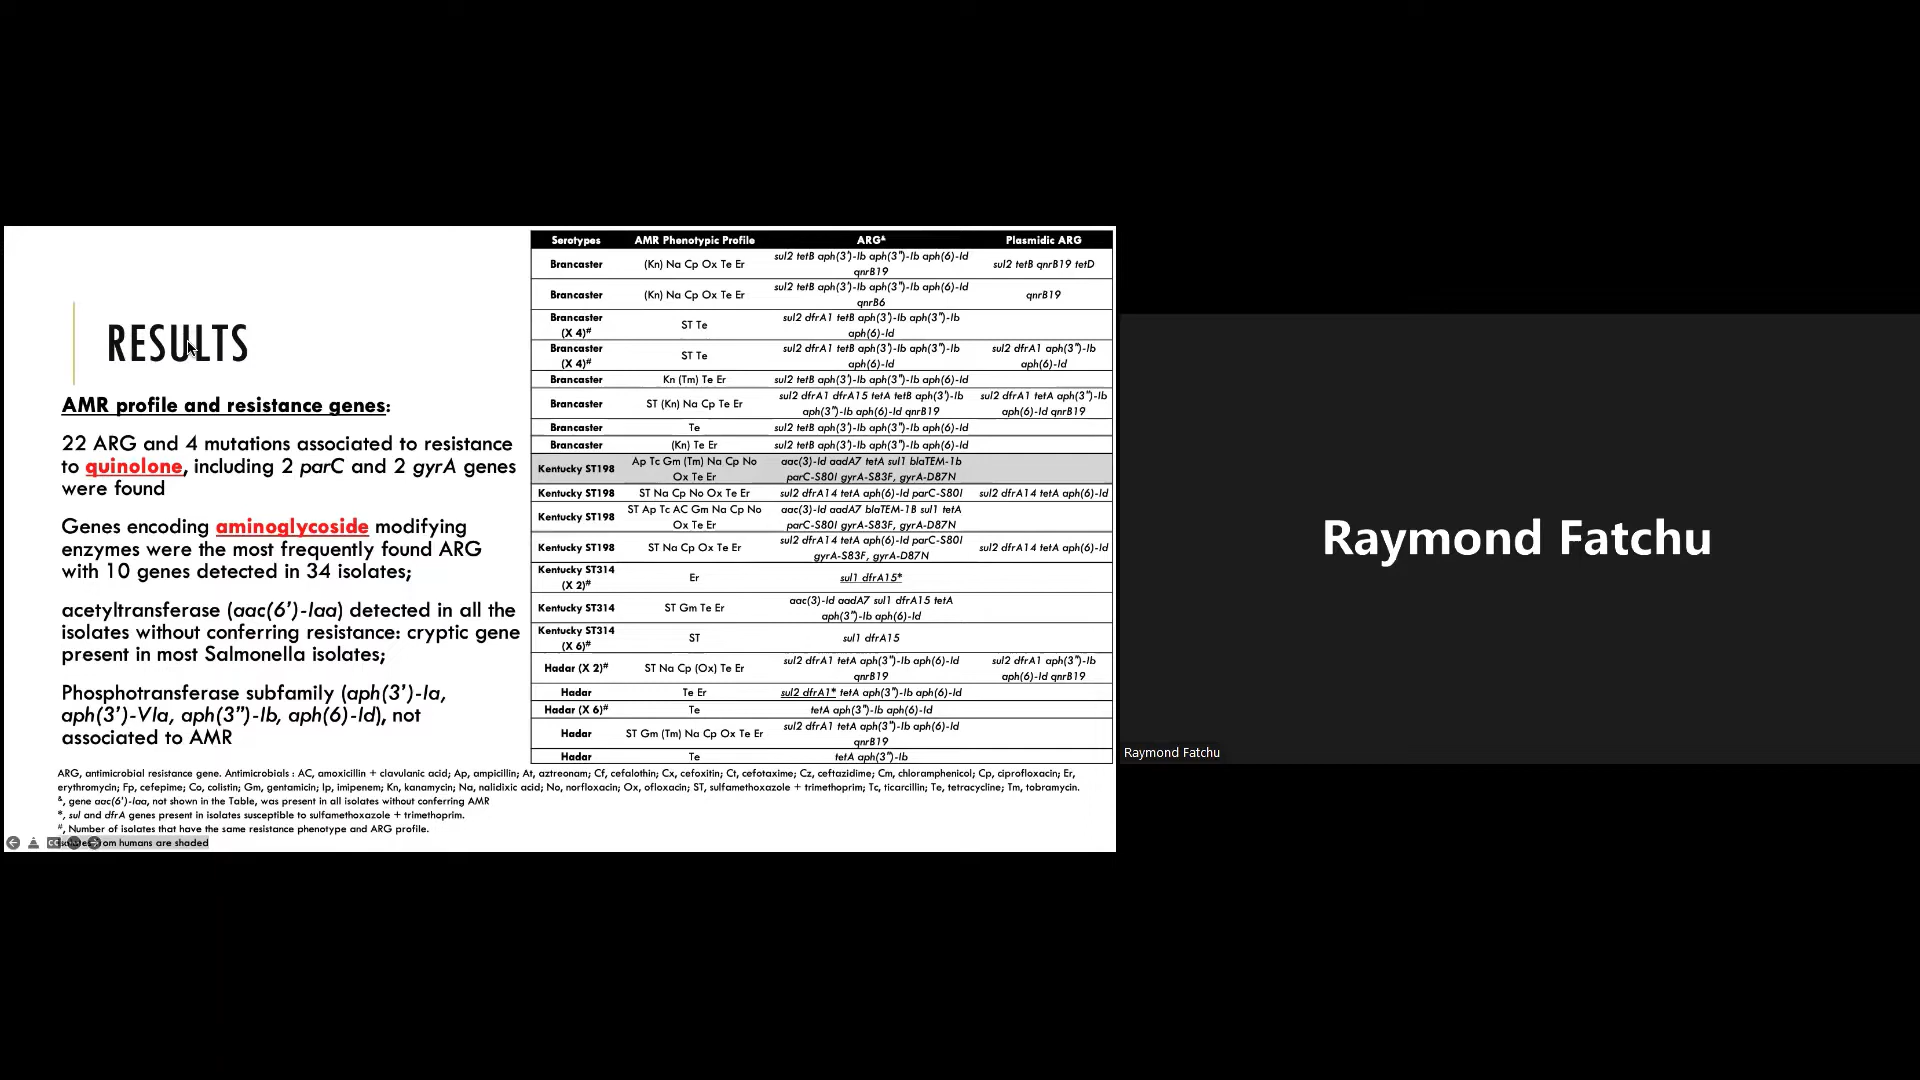 RESULTS
AMR profile and resistance genes:
22 ARG and 4 mutations associated to resistance
to quinolone, including 2 parC and 2 gyrA genes
were found
Genes encoding aminoglycoside modifying
enzymes were the most frequently found ARG
with 10 genes detected in 34 isolates;
acetyltransferase (aac(6’)-Iaa) detected in all the
isolates without conferring resistance: cryptic gene
present in most Salmonella isolates;
Phosphotransferase subfamily (aph(3’)-Ia,
aph(3’)-VIa, aph(3”)-Ib, aph(6)-Id), not
associated to AMR
Serotypes AMR Phenotypic Profile ARG& Plasmidic ARG
Brancaster (Kn) Na Cp Ox Te Er sul2 tetB aph(3')-Ib aph(3")-Ib aph(6)-Id
qnrB19 sul2 tetB qnrB19 tetD
Brancaster (Kn) Na Cp Ox Te Er sul2 tetB aph(3')-Ib aph(3")-Ib aph(6)-Id
qnrB6 qnrB19
Brancaster
(X 4)# ST Te sul2 dfrA1 tetB aph(3')-Ib aph(3")-Ib
aph(6)-Id
Brancaster
(X 4)# ST Te sul2 dfrA1 tetB aph(3')-Ib aph(3")-Ib
aph(6)-Id sul2 dfrA1 aph(3")-Ib
aph(6)-Id
Brancaster Kn (Tm) Te Er sul2 tetB aph(3')-Ib aph(3")-Ib aph(6)-Id
Brancaster ST (Kn) Na Cp Te Er sul2 dfrA1 dfrA15 tetA tetB aph(3')-Ib
aph(3")-Ib aph(6)-Id qnrB19 sul2 dfrA1 tetA aph(3")-Ib
aph(6)-Id qnrB19
Brancaster Te sul2 tetB aph(3')-Ib aph(3")-Ib aph(6)-Id
Brancaster (Kn) Te Er sul2 tetB aph(3')-Ib aph(3")-Ib aph(6)-Id
Kentucky ST198 Ap Tc Gm (Tm) Na Cp No
Ox Te Er aac(3)-Id aadA7 tetA sul1 blaTEM-1b
parC-S80I gyrA-S83F, gyrA-D87N
Kentucky ST198 ST Na Cp No Ox Te Er sul2 dfrA14 tetA aph(6)-Id parC-S80I sul2 dfrA14 tetA aph(6)-Id
Kentucky ST198 ST Ap Tc AC Gm Na Cp No
Ox Te Er aac(3)-Id aadA7 blaTEM-1B sul1 tetA
parC-S80I gyrA-S83F, gyrA-D87N
Kentucky ST198 ST Na Cp Ox Te Er sul2 dfrA14 tetA aph(6)-Id parC-S80I
gyrA-S83F, gyrA-D87N sul2 dfrA14 tetA aph(6)-Id
Kentucky ST314
(X 2)# Er sul1 dfrA15*
Kentucky ST314 ST Gm Te Er aac(3)-Id aadA7 sul1 dfrA15 tetA
aph(3")-Ib aph(6)-Id
Kentucky ST314
(X 6)# ST sul1 dfrA15
Hadar (X 2)# ST Na Cp (Ox) Te Er sul2 dfrA1 tetA aph(3")-Ib aph(6)-Id
qnrB19 sul2 dfrA1 aph(3")-Ib
aph(6)-Id qnrB19
Hadar Te Er sul2 dfrA1* tetA aph(3")-Ib aph(6)-Id
Hadar (X 6)# Te tetA aph(3")-Ib aph(6)-Id
Hadar ST Gm (Tm) Na Cp Ox Te Er sul2 dfrA1 tetA aph(3")-Ib aph(6)-Id
qnrB19
Hadar Te tetA aph(3")-Ib
ARG, antimicrobial resistance gene. Antimicrobials : AC, amoxicillin + clavulanic acid; Ap, ampicillin; At, aztreonam; Cf, cefalothin; Cx, cefoxitin; Ct, cefotaxime; Cz, ceftazidime; Cm, chloramphenicol; Cp, ciprofloxacin; Er,
erythromycin; Fp, cefepime; Co, colistin; Gm, gentamicin; Ip, imipenem; Kn, kanamycin; Na, nalidixic acid; No, norfloxacin; Ox, ofloxacin; ST, sulfamethoxazole + trimethoprim; Tc, ticarcillin; Te, tetracycline; Tm, tobramycin.
&, gene aac(6')-Iaa, not shown in the Table, was present in all isolates without conferring AMR
*, sul and dfrA genes present in isolates susceptible to sulfamethoxazole + trimethoprim.
#, Number of isolates that have the same resistance phenotype and ARG profile.
humans are shaded
Raymond Fatchu
Raymond Fatchu